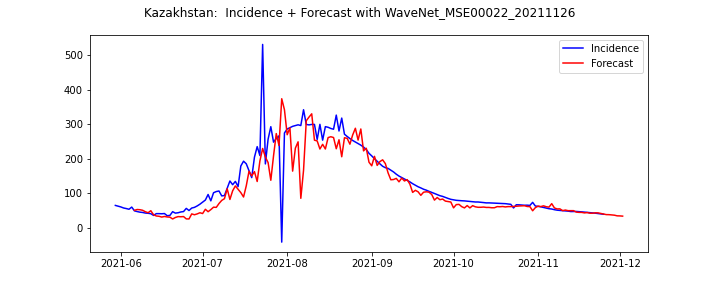 Kazakhstan:  Incidence + Forecast with WaveNet_MSE00022_20211126
Incidence
Forecast
500
400
300
200
100
0
2021-06 2021-07 2021-08 2021-09 2021-10 2021-11 2021-12